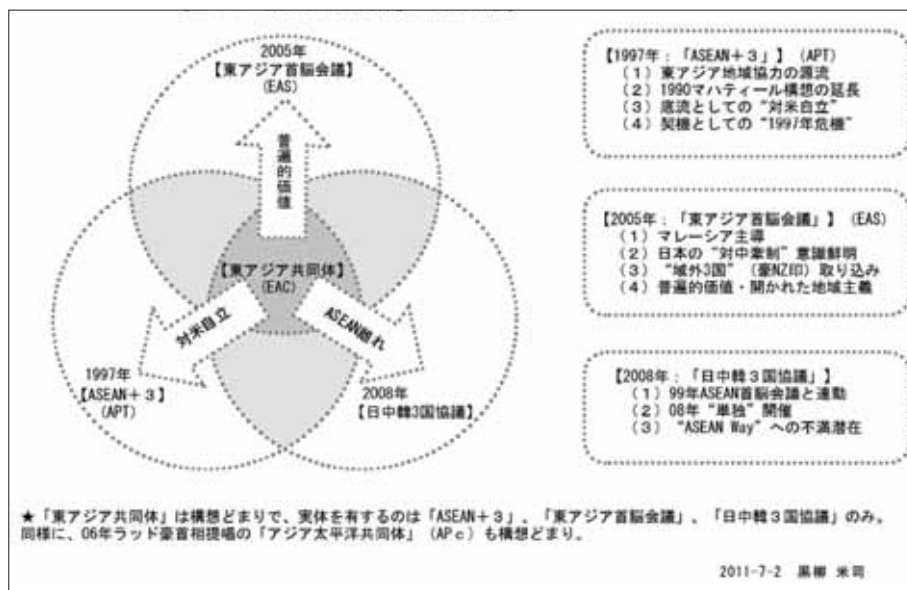 2005年
【東アジア首脳会議】
(EAS)
普遍的価値
【東アジア共同体】
(EAC)
対米自立
ASEAN離れ
1997年
【ASEAN+3】
(APT)
2008年
【日中韓3国協議】
【1997年：「ASEAN+3」】(APT)
(1) 東アジア地域協力の源流
(2) 1990マハティール構想の延長
(3) 底流としての“対米自立”
(4) 契機としての“1997年危機”
【2005年：「東アジア首脳会議」】(EAS)
(1) マレーシア主導
(2) 日本の“対中牽制”意識鮮明
(3) “域外3国”(豪NZ印)取り込み
(4) 普遍的価値・開かれた地域主義
【2008年：「日中韓3国協議」】
(1) 99年ASEAN首脳会議と連動
(2) 08年“単独”開催
(3) “ASEAN Way”への不満潜在
★「東アジア共同体」は構想どまりで、実体を有するのは「ASEAN+3」、「東アジア首脳会議」、「日中韓3国協議」のみ。
同様に、06年ラッド豪首相提唱の「アジア太平洋共同体」(APc)も構想どまり。
2011-7-2 黒柳 米司